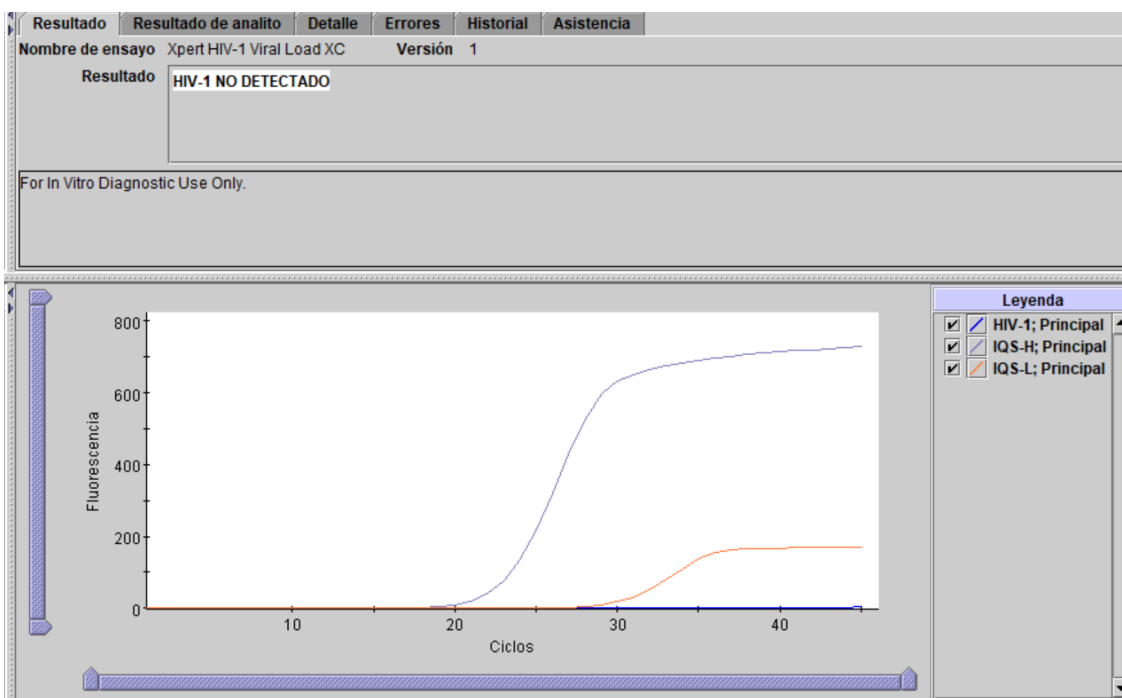 Resultado Resultado de analito Detalle Errores Historial Asistencia
Nombre de ensayo Xpert HIV-1 Viral Load XC Versión 1
Resultado HIV-1 NO DETECTADO
For In Vitro Diagnostic Use Only.
Leyenda
HIV-1; Principal
IQS-H; Principal
IQS-L; Principal
800
600
400
200
0
Fluorescencia
10 20 30 40
Ciclos